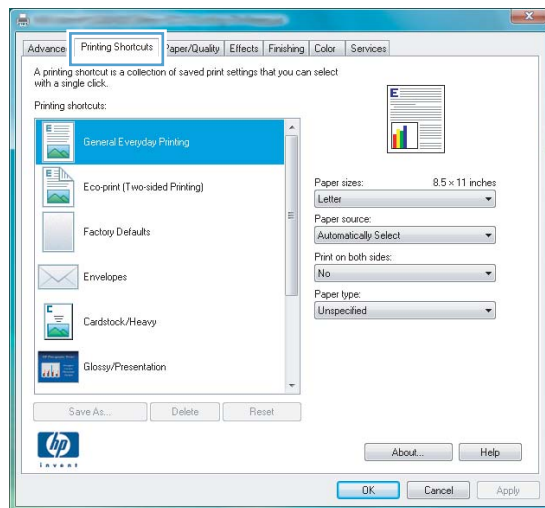 Advance Printing Shortcuts Paper/Quality Effects Finishing Color Services
A printing shortcut is a collection of saved print settings that you can select
with a single click.
Printing shortcuts:
E
General Everyday Printing
E
Eco-print (Two-sided Printing)
Factory Defaults
Envelopes
C
Cardstock/Heavy
Glossy/Presentation
Save As... Delete Reset
E
Paper sizes: 8.5 × 11 inches
Letter
Paper source:
Automatically Select
Print on both sides:
No
Paper type:
Unspecified
hp
invent
About... Help
OK Cancel Apply